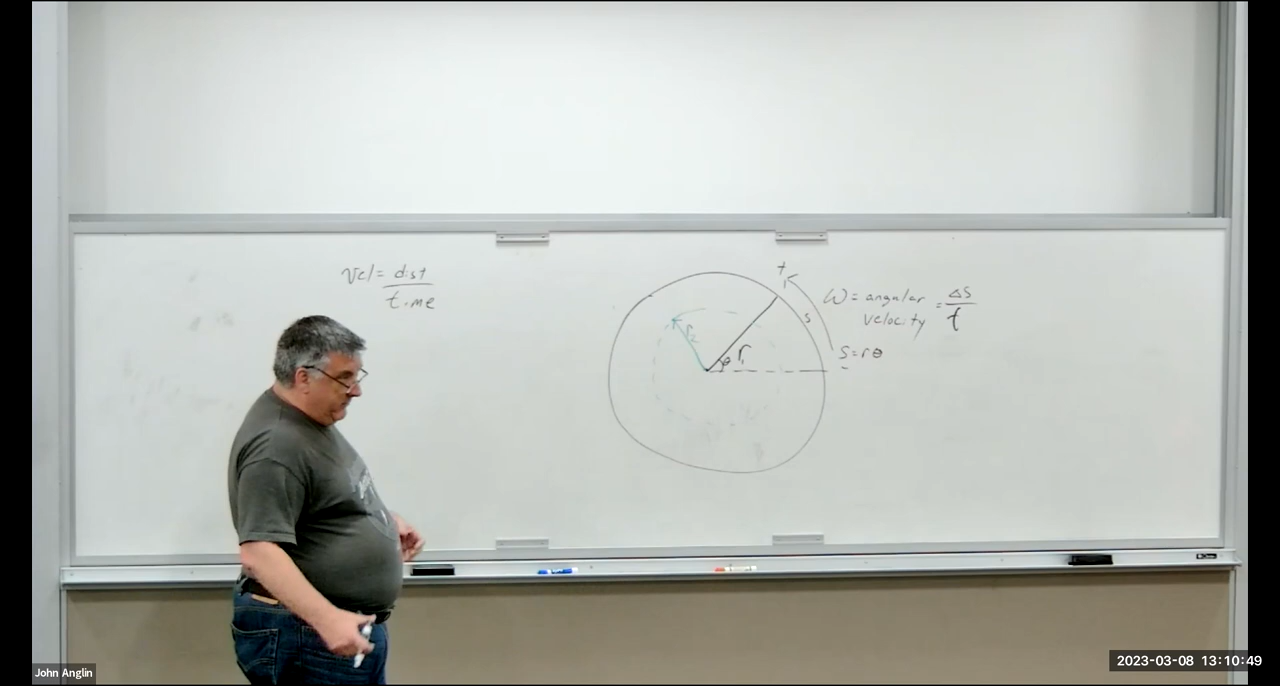 Vel = dist
time
t
ω = angular velocity = ΔS
t
S
S = rθ
r₂
θ r₁
John Anglin
2023-03-08 13:10:49